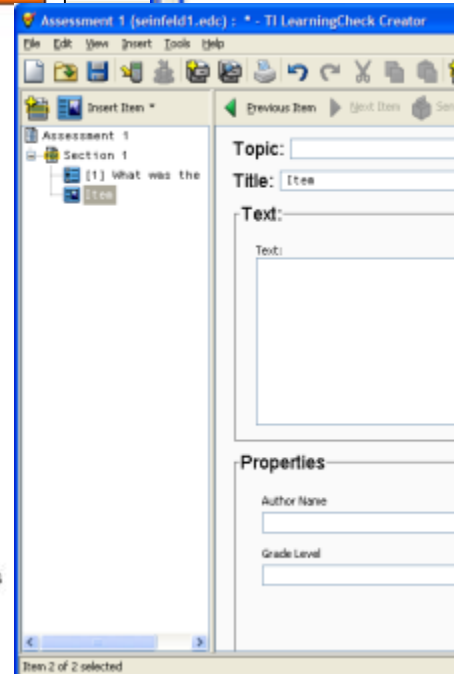 Assessment 1 (seinfeld1.edc) : * - TI LearningCheck Creator
File Edit View Insert Tools Help
Insert Item
Previous Item Next Item Sen
Assessment 1
Section 1
[1] What was the
Item
Topic:
Title: Item
Text:
Text:
Properties
Author Name
Grade Level
Item 2 of 2 selected